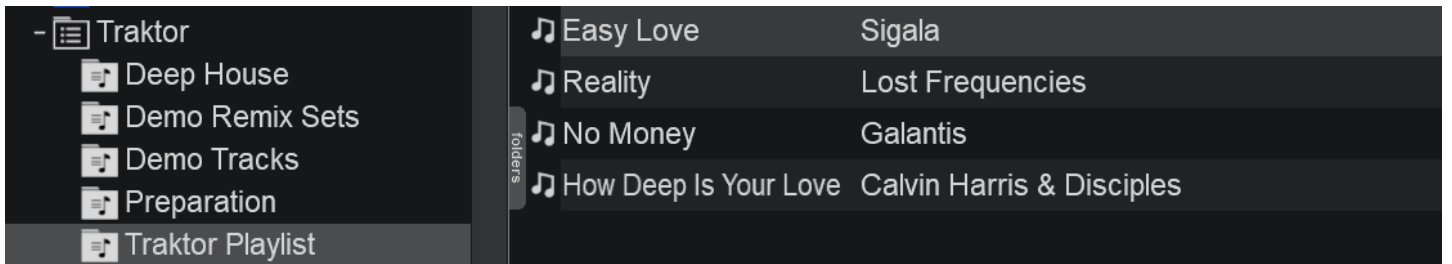 Traktor
Deep House
Demo Remix Sets
Demo Tracks
Preparation
Traktor Playlist
folders
Easy Love Sigala
Reality Lost Frequencies
No Money Galantis
How Deep Is Your Love Calvin Harris & Disciples